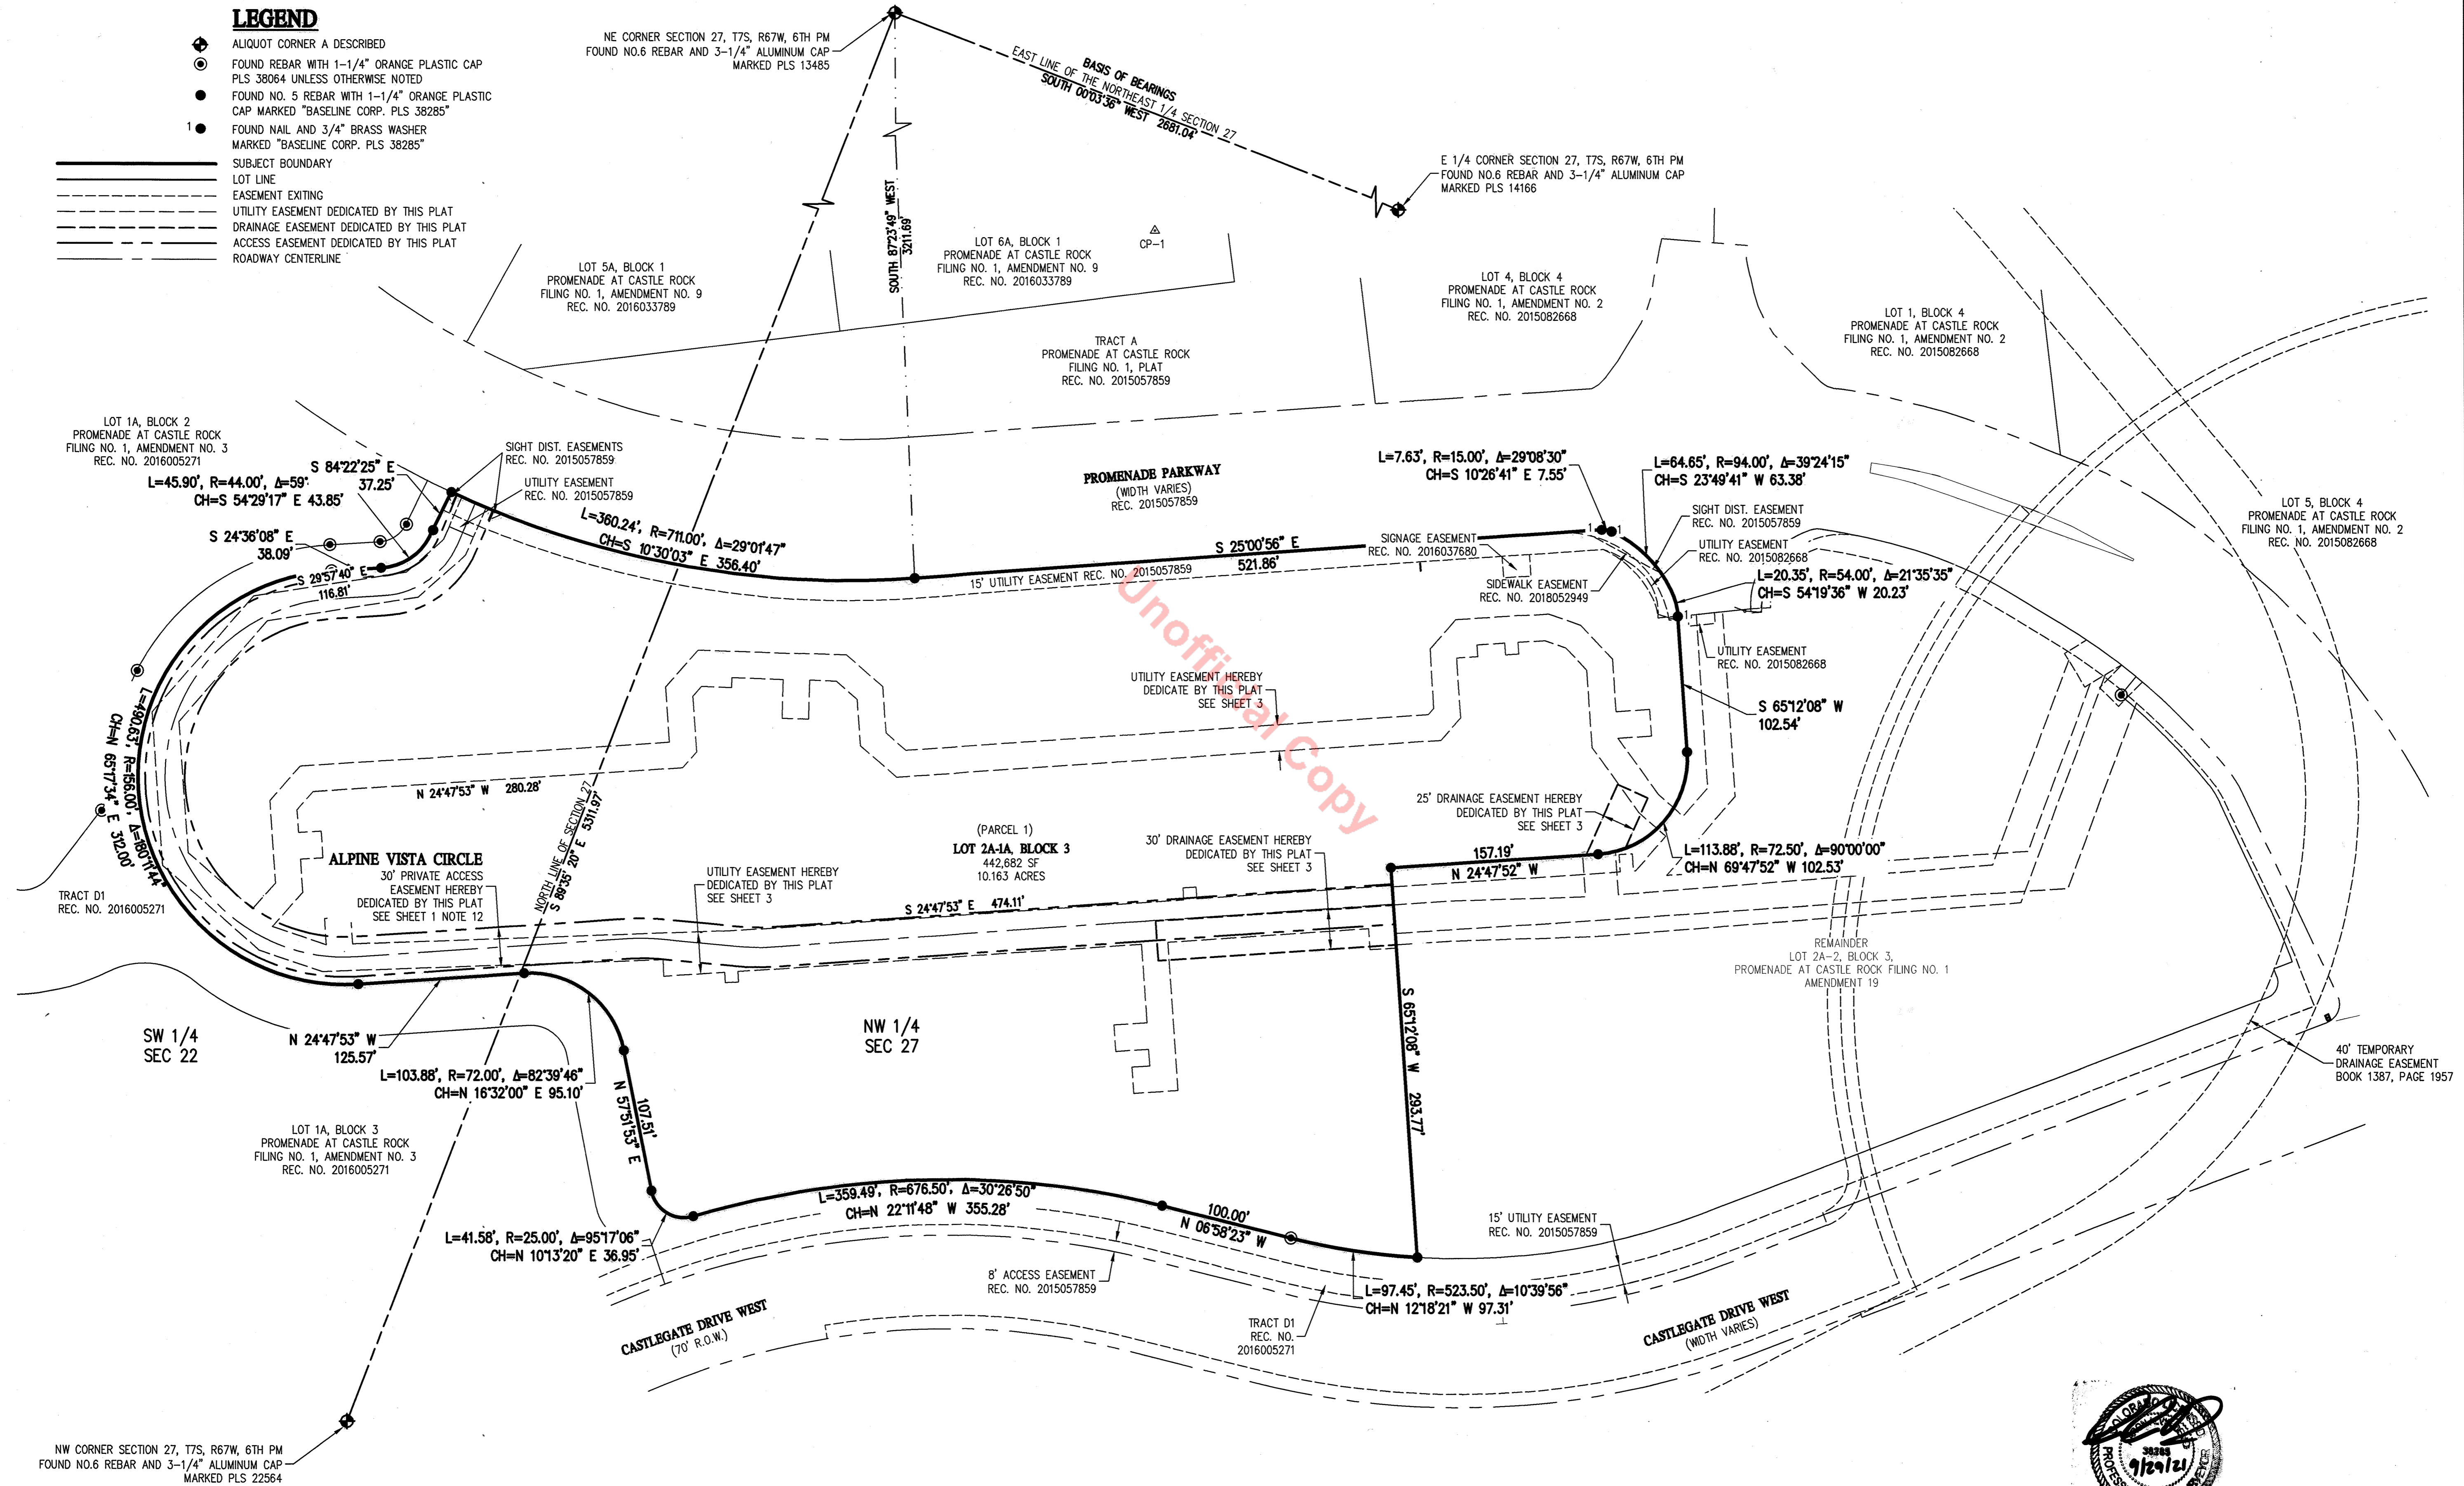 LEGEND
ALIQUOT CORNER A DESCRIBED
FOUND REBAR WITH 1-1/4" ORANGE PLASTIC CAP
PLS 38064 UNLESS OTHERWISE NOTED
FOUND NO. 5 REBAR WITH 1-1/4" ORANGE PLASTIC
CAP MARKED "BASELINE CORP. PLS 38285"
1
FOUND NAIL AND 3/4" BRASS WASHER
MARKED "BASELINE CORP. PLS 38285"
SUBJECT BOUNDARY
LOT LINE
EASEMENT EXITING
UTILITY EASEMENT DEDICATED BY THIS PLAT
DRAINAGE EASEMENT DEDICATED BY THIS PLAT
ACCESS EASEMENT DEDICATED BY THIS PLAT
ROADWAY CENTERLINE
NE CORNER SECTION 27, T7S, R67W, 6TH PM
FOUND NO.6 REBAR AND 3-1/4" ALUMINUM CAP
MARKED PLS 13485
BASIS OF BEARINGS
EAST LINE OF THE NORTHEAST 1/4 SECTION 27
SOUTH 00°03'36" WEST 2681.04'
E 1/4 CORNER SECTION 27, T7S, R67W, 6TH PM
FOUND NO.6 REBAR AND 3-1/4" ALUMINUM CAP
MARKED PLS 14166
SOUTH 87°23'49" WEST
3211.69'
LOT 5A, BLOCK 1
PROMENADE AT CASTLE ROCK
FILING NO. 1, AMENDMENT NO. 9
REC. NO. 2016033789
LOT 6A, BLOCK 1
PROMENADE AT CASTLE ROCK
FILING NO. 1, AMENDMENT NO. 9
REC. NO. 2016033789
CP-1
LOT 4, BLOCK 4
PROMENADE AT CASTLE ROCK
FILING NO. 1, AMENDMENT NO. 2
REC. NO. 2015082668
LOT 1, BLOCK 4
PROMENADE AT CASTLE ROCK
FILING NO. 1, AMENDMENT NO. 2
REC. NO. 2015082668
TRACT A
PROMENADE AT CASTLE ROCK
FILING NO. 1, PLAT
REC. NO. 2015057859
LOT 1A, BLOCK 2
PROMENADE AT CASTLE ROCK
FILING NO. 1, AMENDMENT NO. 3
REC. NO. 2016005271
S 84°22'25" E
37.25'
L=45.90', R=44.00', Δ=59°
CH=S 54°29'17" E 43.85'
S 24°36'08" E
38.09'
S 29°57'40" E
116.81'
SIGHT DIST. EASEMENTS
REC. NO. 2015057859
UTILITY EASEMENT
REC. NO. 2015057859
L=360.24', R=711.00', Δ=29°01'47"
CH=S 10°30'03" E 356.40'
PROMENADE PARKWAY
(WIDTH VARIES)
REC. NO. 2015057859
15' UTILITY EASEMENT REC. NO. 2015057859
S 25°00'56" E
521.86'
SIGNAGE EASEMENT
REC. NO. 2016037680
SIDEWALK EASEMENT
REC. NO. 2018052949
L=7.63', R=15.00', Δ=29°08'30"
CH=S 10°26'41" E 7.55'
1
1
L=64.65', R=94.00', Δ=39°24'15"
CH=S 23°49'41" W 63.38'
SIGHT DIST. EASEMENT
REC. NO. 2015057859
UTILITY EASEMENT
REC. NO. 2015082668
L=20.35', R=54.00', Δ=21°35'35"
CH=S 54°19'36" W 20.23'
1
UTILITY EASEMENT
REC. NO. 2015082668
LOT 5, BLOCK 4
PROMENADE AT CASTLE ROCK
FILING NO. 1, AMENDMENT NO. 2
REC. NO. 2015082668
S 65°12'08" W
102.54'
UTILITY EASEMENT HEREBY
DEDICATE BY THIS PLAT
SEE SHEET 3
Unofficial Copy
L=490.63', R=156.00', Δ=180°11'44"
CH=N 65°17'34" E 312.00'
N 24°47'53" W 280.28'
NORTH LINE OF SECTION 27
S 89°35'20" E 5311.97'
25' DRAINAGE EASEMENT HEREBY
DEDICATED BY THIS PLAT
SEE SHEET 3
30' DRAINAGE EASEMENT HEREBY
DEDICATED BY THIS PLAT
SEE SHEET 3
(PARCEL 1)
LOT 2A-1A, BLOCK 3
442,682 SF
10.163 ACRES
157.19'
N 24°47'52" W
L=113.88', R=72.50', Δ=90°00'00"
CH=N 69°47'52" W 102.53'
TRACT D1
REC. NO. 2016005271
ALPINE VISTA CIRCLE
30' PRIVATE ACCESS
EASEMENT HEREBY
DEDICATED BY THIS PLAT
SEE SHEET 1 NOTE 12
UTILITY EASEMENT HEREBY
DEDICATED BY THIS PLAT
SEE SHEET 3
S 24°47'53" E 474.11'
REMAINDER
LOT 2A-2, BLOCK 3,
PROMENADE AT CASTLE ROCK FILING NO. 1
AMENDMENT 19
SW 1/4
SEC 22
N 24°47'53" W
125.57'
NW 1/4
SEC 27
S 65°12'08" W 293.77'
L=103.88', R=72.00', Δ=82°39'46"
CH=N 16°32'00" E 95.10'
107.51'
N 57°51'53" E
40' TEMPORARY
DRAINAGE EASEMENT
BOOK 1387, PAGE 1957
LOT 1A, BLOCK 3
PROMENADE AT CASTLE ROCK
FILING NO. 1, AMENDMENT NO. 3
REC. NO. 2016005271
L=41.58', R=25.00', Δ=95°17'06"
CH=N 10°13'20" E 36.95'
L=359.49', R=676.50', Δ=30°26'50"
CH=N 22°11'48" W 355.28'
100.00'
N 06°58'23" W
15' UTILITY EASEMENT
REC. NO. 2015057859
8' ACCESS EASEMENT
REC. NO. 2015057859
L=97.45', R=523.50', Δ=10°39'56"
CH=N 12°18'21" W 97.31'
TRACT D1
REC. NO.
2016005271
CASTLEGATE DRIVE WEST
(70' R.O.W.)
CASTLEGATE DRIVE WEST
(WIDTH VARIES)
NW CORNER SECTION 27, T7S, R67W, 6TH PM
FOUND NO.6 REBAR AND 3-1/4" ALUMINUM CAP
MARKED PLS 22564
38285
9/29/21